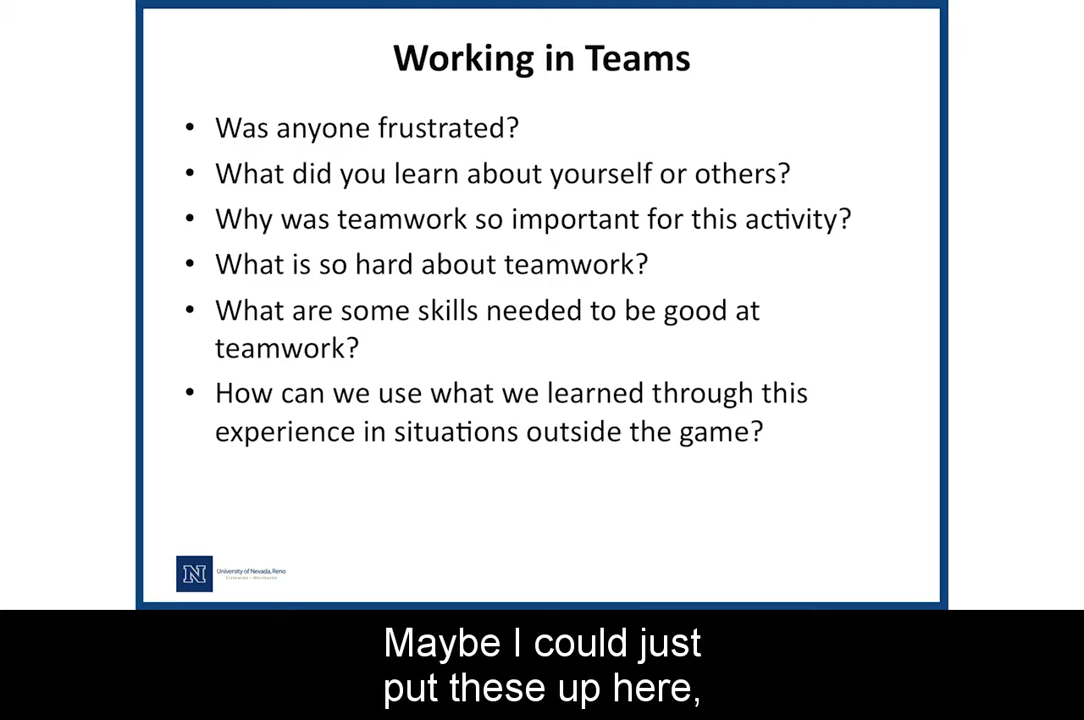 Working in Teams
• Was anyone frustrated?
• What did you learn about yourself or others?
• Why was teamwork so important for this activity?
• What is so hard about teamwork?
• What are some skills needed to be good at
teamwork?
• How can we use what we learned through this
experience in situations outside the game?
N
University of Nevada, Reno
Statewide • Worldwide
Maybe I could just
put these up here,